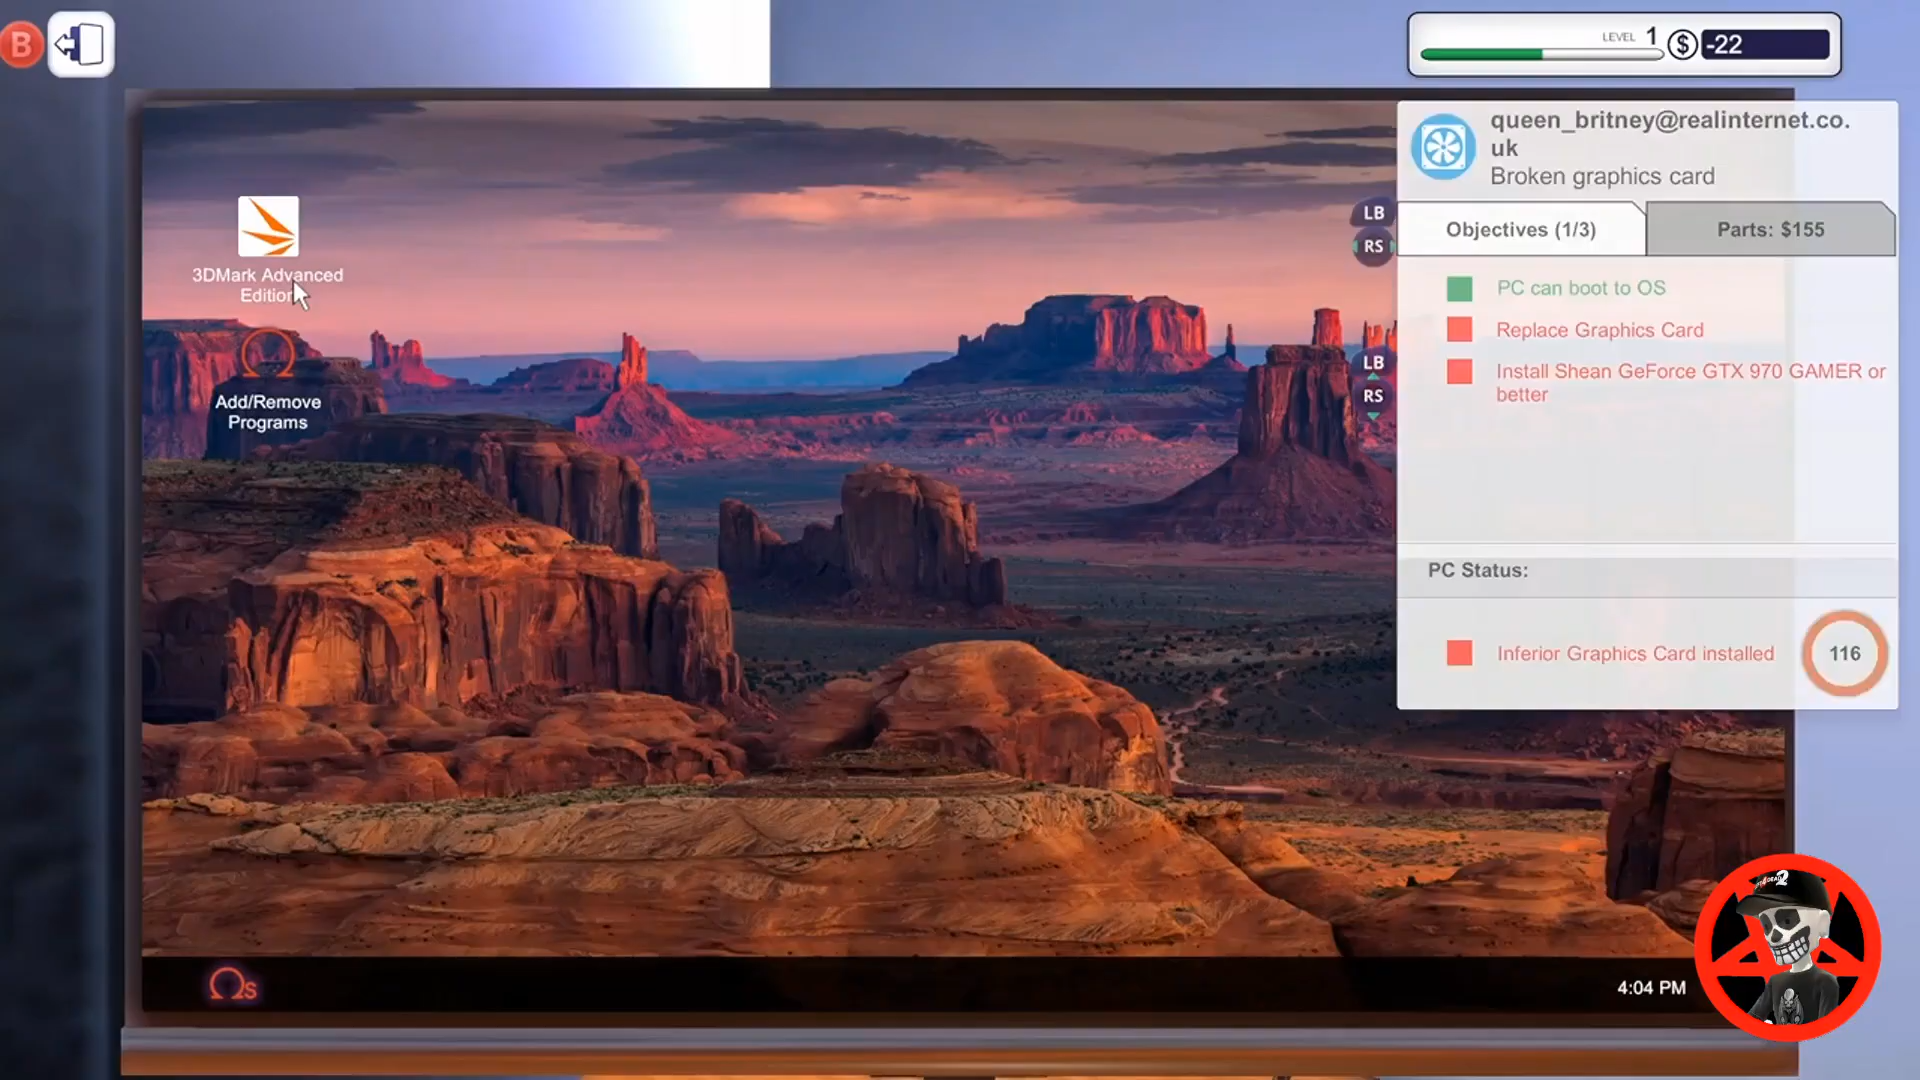 B
LEVEL 1 $ -22
queen_britney@realinternet.co.
uk
Broken graphics card
LB
RS
Objectives (1/3)
Parts: $155
PC can boot to OS
Replace Graphics Card
Install Shean GeForce GTX 970 GAMER or
better
LB
RS
PC Status:
Inferior Graphics Card installed
116
3DMark Advanced
Edition
Add/Remove
Programs
Ωs
4:04 PM